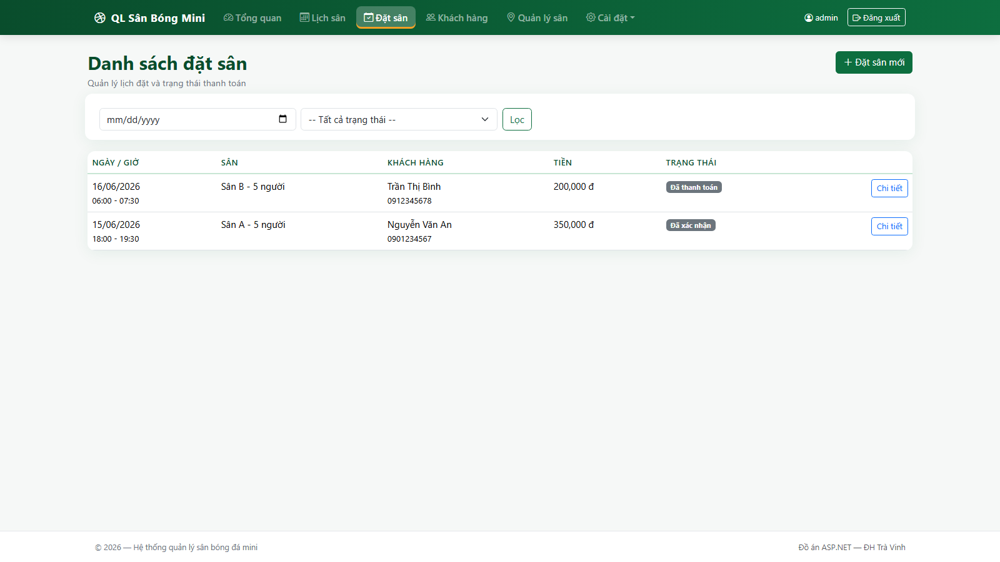 QL Sân Bóng Mini Tổng quan Lịch sân Đặt sân Khách hàng Quản lý sân Cài đặt admin Đăng xuất
Danh sách đặt sân
+ Đặt sân mới
Quản lý lịch đặt và trạng thái thanh toán
mm/dd/yyyy -- Tất cả trạng thái -- Lọc
NGÀY / GIỜ SÂN KHÁCH HÀNG TIỀN TRẠNG THÁI
16/06/2026 Sân B - 5 người Trần Thị Bình 200,000 đ Đã thanh toán Chi tiết
06:00 - 07:30 0912345678
15/06/2026 Sân A - 5 người Nguyễn Văn An 350,000 đ Đã xác nhận Chi tiết
18:00 - 19:30 0901234567
© 2026 — Hệ thống quản lý sân bóng đá mini Đồ án ASP.NET — ĐH Trà Vinh